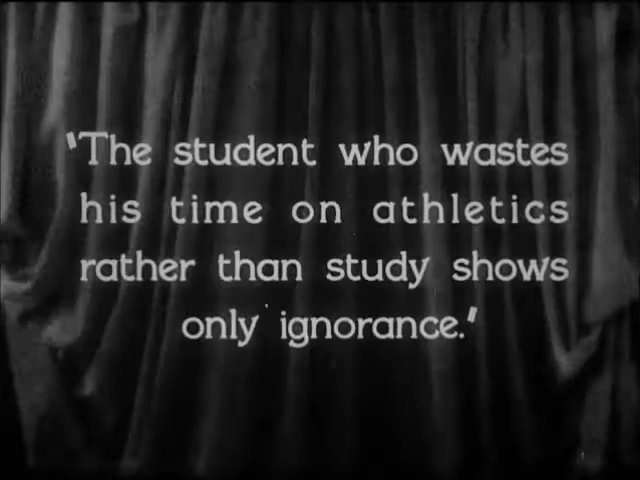 "The student who wastes
his time on athletics
rather than study shows
only ignorance."